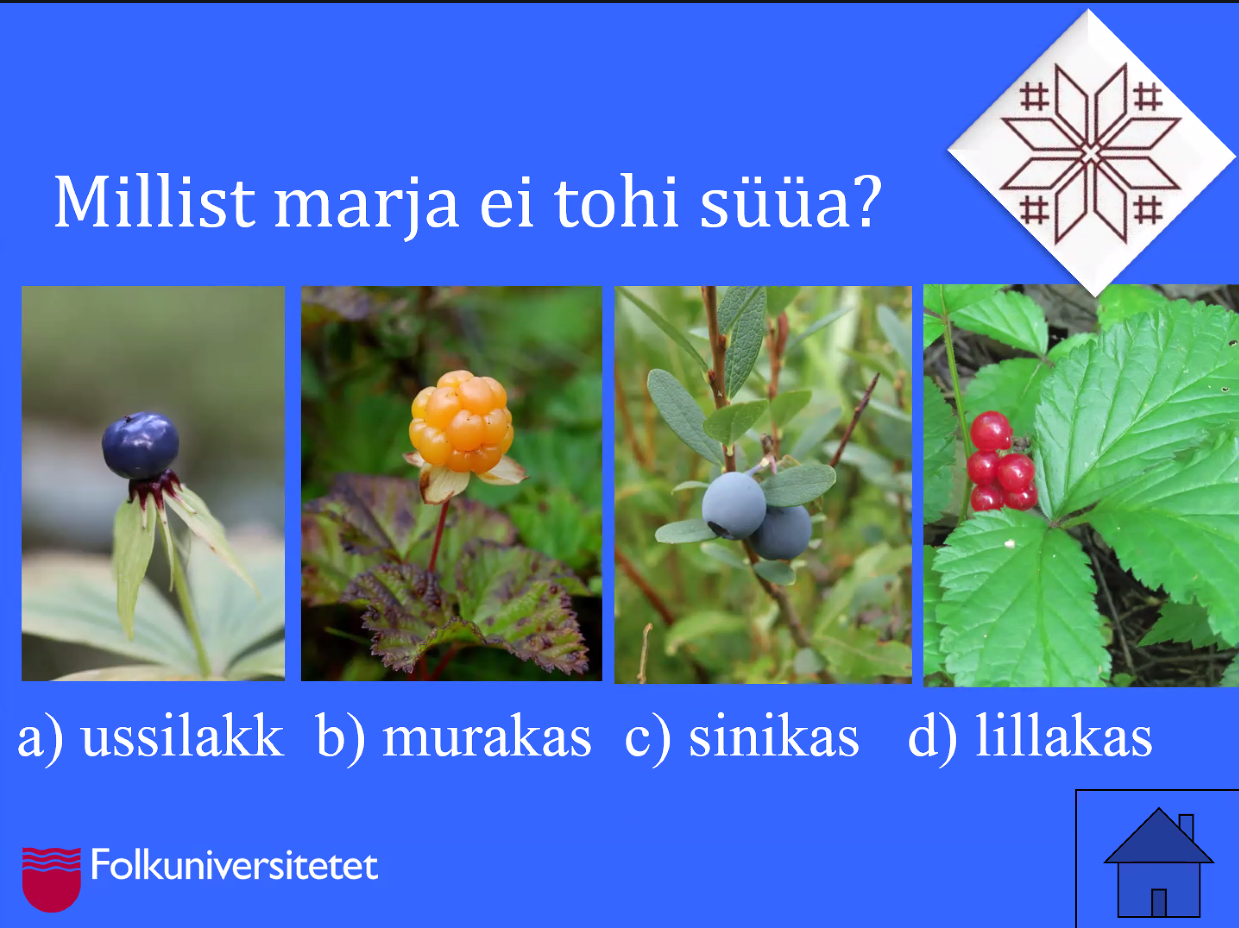 Millist marja ei tohi süüa?
a) ussilakk b) murakas c) sinikas d) lillakas
Folkuniversitetet